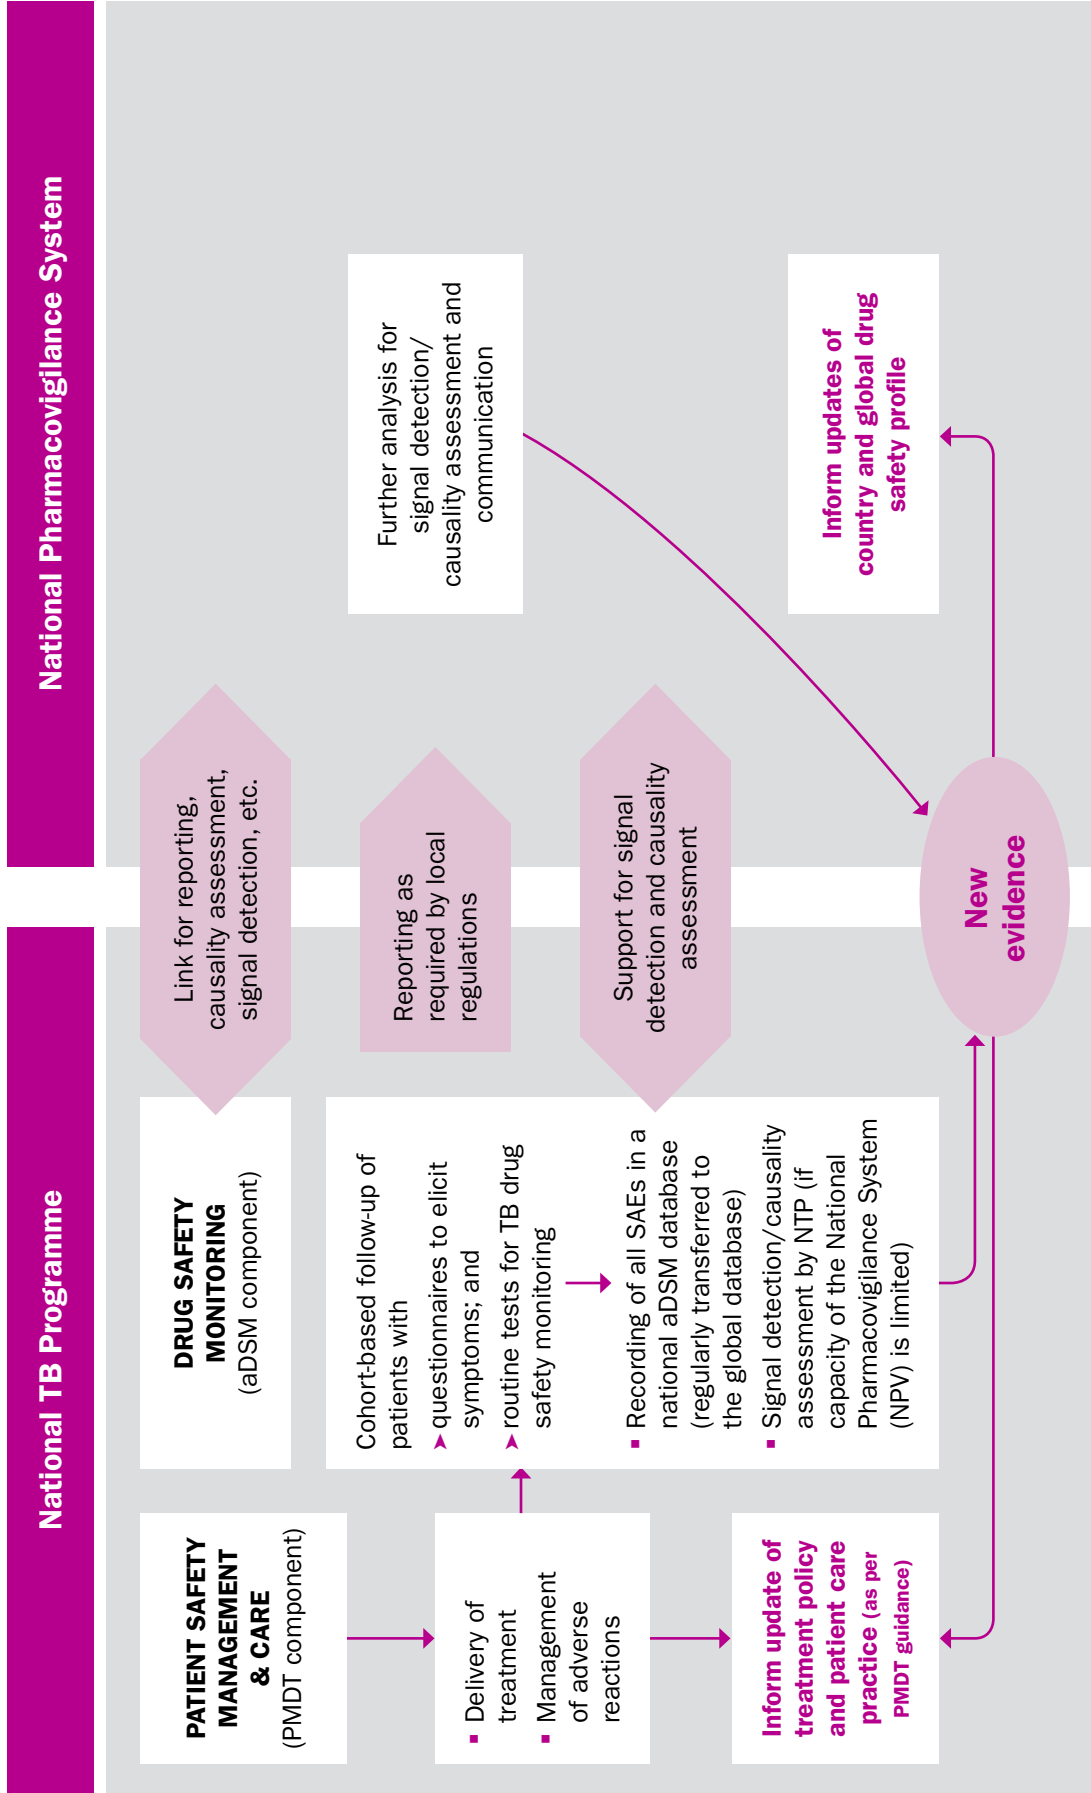 National TB Programme
National Pharmacovigilance System
PATIENT SAFETY
MANAGEMENT
& CARE
(PMDT component)
▪ Delivery of
treatment
▪ Management
of adverse
reactions
Inform update of
treatment policy
and patient care
practice (as per
PMDT guidance)
DRUG SAFETY
MONITORING
(aDSM component)
Cohort-based follow-up of
patients with
➤ questionnaires to elicit
symptoms; and
➤ routine tests for TB drug
safety monitoring
▪ Recording of all SAEs in a
national aDSM database
(regularly transferred to
the global database)
▪ Signal detection/causality
assessment by NTP (if
capacity of the National
Pharmacovigilance System
(NPV) is limited)
Link for reporting,
causality assessment,
signal detection, etc.
Reporting as
required by local
regulations
Support for signal
detection and causality
assessment
New
evidence
Further analysis for
signal detection/
causality assessment and
communication
Inform updates of
country and global drug
safety profile